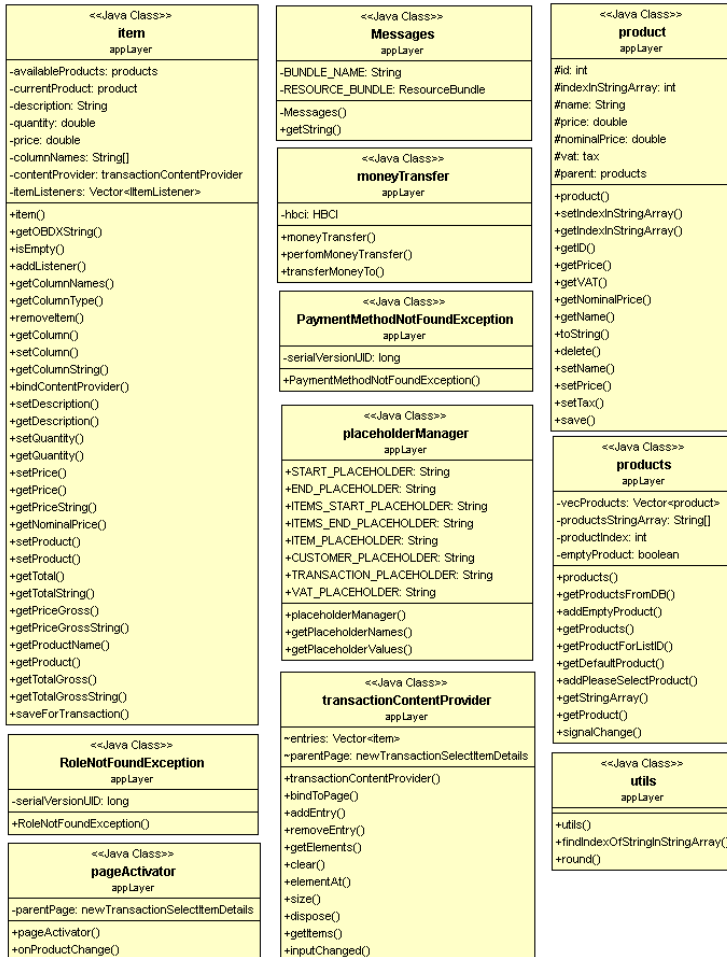 <<Java Class>>
item
appLayer
-availableProducts: products
-currentProduct: product
-description: String
-quantity: double
-price: double
-columnNames: String[]
-contentProvider: transactionContentProvider
-itemListeners: Vector<IItemListener>
+item()
+getOBDXString()
+isEmpty()
+addListener()
+getColumnNames()
+getColumnType()
+removeItem()
+getColumn()
+setColumn()
+getColumnString()
+bindContentProvider()
+setDescription()
+getDescription()
+setQuantity()
+getQuantity()
+setPrice()
+getPrice()
+getPriceString()
+getNominalPrice()
+setProduct()
+setProduct()
+getTotal()
+getTotalString()
+getPriceGross()
+getPriceGrossString()
+getProductName()
+getProduct()
+getTotalGross()
+getTotalGrossString()
+saveForTransaction()
<<Java Class>>
RoleNotFoundException
appLayer
-serialVersionUID: long
+RoleNotFoundException()
<<Java Class>>
pageActivator
appLayer
-parentPage: newTransactionSelectItemDetails
+pageActivator()
+onProductChange()
<<Java Class>>
Messages
appLayer
-BUNDLE_NAME: String
-RESOURCE_BUNDLE: ResourceBundle
-Messages()
+getString()
<<Java Class>>
moneyTransfer
appLayer
-hbci: HBCI
+moneyTransfer()
+perfomMoneyTransfer()
+transferMoneyTo()
<<Java Class>>
PaymentMethodNotFoundException
appLayer
-serialVersionUID: long
+PaymentMethodNotFoundException()
<<Java Class>>
placeholderManager
appLayer
+START_PLACEHOLDER: String
+END_PLACEHOLDER: String
+ITEMS_START_PLACEHOLDER: String
+ITEMS_END_PLACEHOLDER: String
+ITEM_PLACEHOLDER: String
+CUSTOMER_PLACEHOLDER: String
+TRANSACTION_PLACEHOLDER: String
+VAT_PLACEHOLDER: String
+placeholderManager()
+getPlaceholderNames()
+getPlaceholderValues()
<<Java Class>>
transactionContentProvider
appLayer
~entries: Vector<item>
~parentPage: newTransactionSelectItemDetails
+transactionContentProvider()
+bindToPage()
+addEntry()
+removeEntry()
+getElements()
+clear()
+elementAt()
+size()
+dispose()
+getItems()
+inputChanged()
<<Java Class>>
product
appLayer
#id: int
#indexInStringArray: int
#name: String
#price: double
#nominalPrice: double
#vat: tax
#parent: products
+product()
+setIndexInStringArray()
+getIndexInStringArray()
+getID()
+getPrice()
+getVAT()
+getNominalPrice()
+getName()
+toString()
+delete()
+setName()
+setPrice()
+setTax()
+save()
<<Java Class>>
products
appLayer
-vecProducts: Vector<product>
-productsStringArray: String[]
-productIndex: int
-emptyProduct: boolean
+products()
+getProductsFromDB()
+addEmptyProduct()
+getProducts()
+getProductForListID()
+getDefaultProduct()
+addPleaseSelectProduct()
+getStringArray()
+getProduct()
+signalChange()
<<Java Class>>
utils
appLayer
+utils()
+findIndexOfStringInStringArray()
+round()